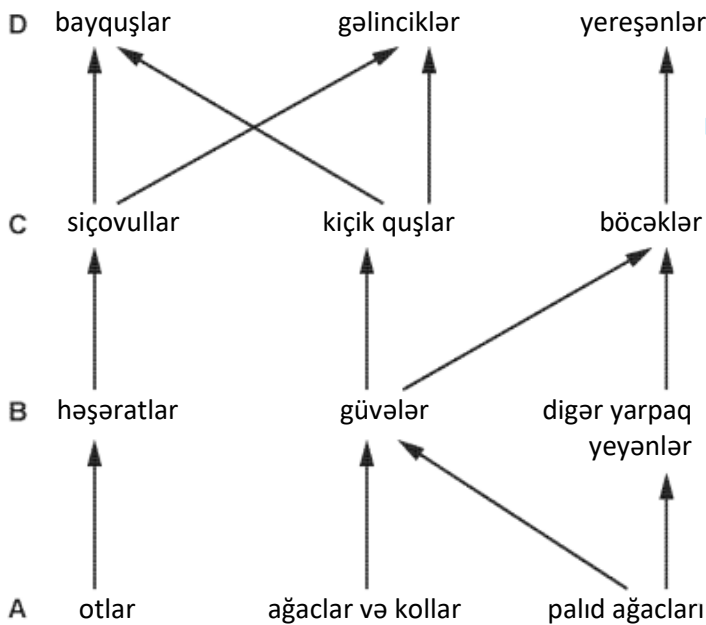 D bayquşlar gəlinciklər yereşənlər
C siçovullar kiçik quşlar böcəklər
B həşəratlar güvələr digər yarpaq
yeyənlər
A otlar ağaclar və kollar palıd ağacları